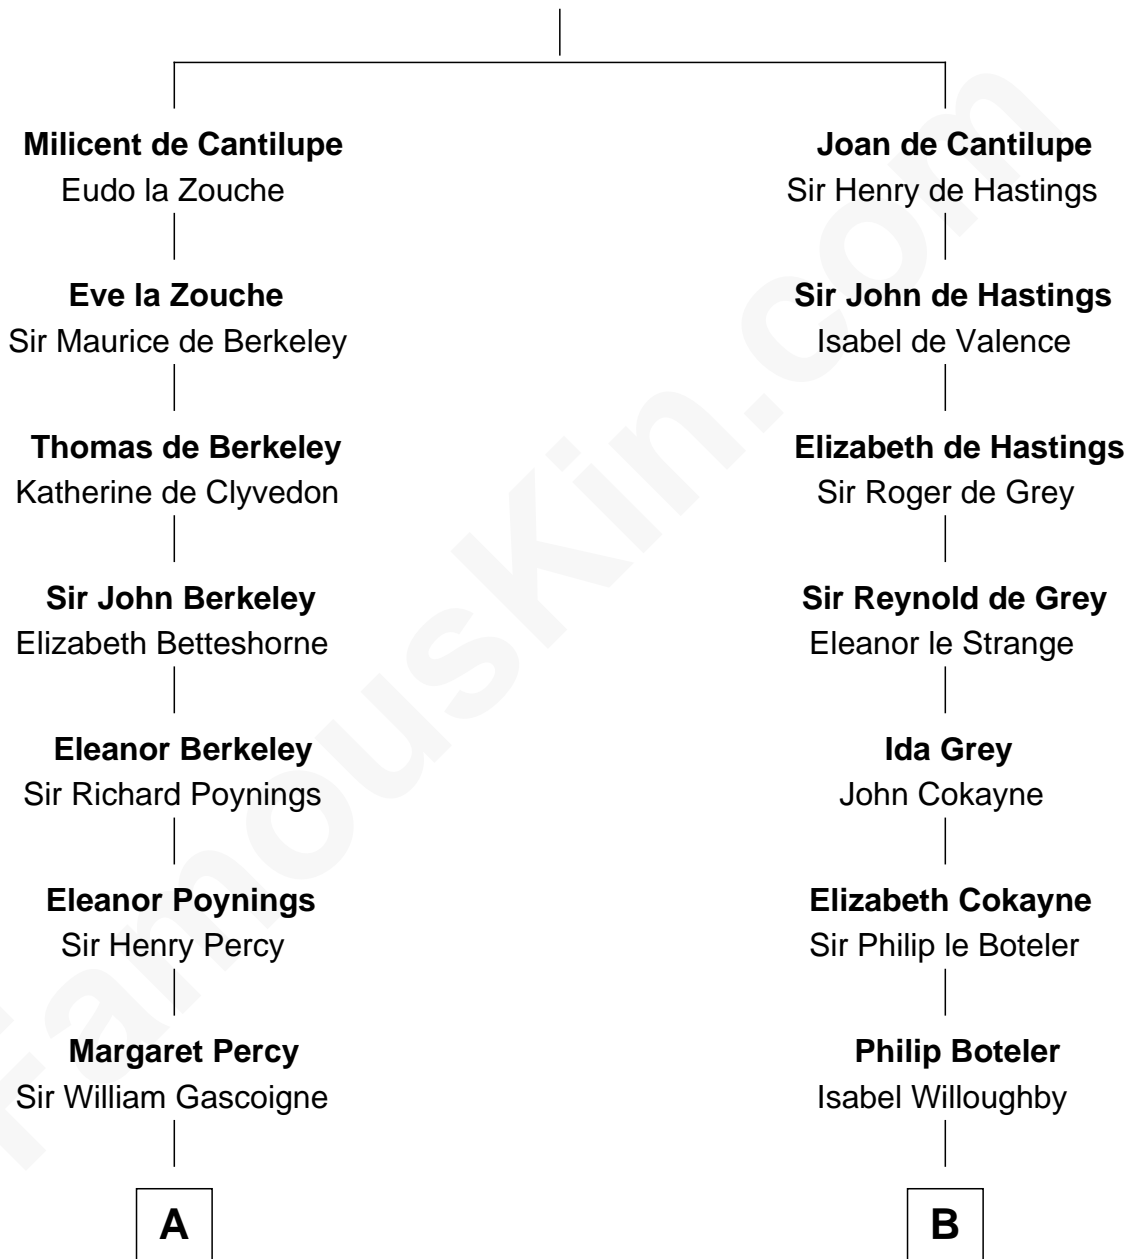 Milicent de Cantilupe
Eudo la Zouche
Eve la Zouche
Sir Maurice de Berkeley
Thomas de Berkeley
Katherine de Clyvedon
Sir John Berkeley
Elizabeth Betteshorne
Eleanor Berkeley
Sir Richard Poynings
Eleanor Poynings
Sir Henry Percy
Margaret Percy
Sir William Gascoigne
A
Joan de Cantilupe
Sir Henry de Hastings
Sir John de Hastings
Isabel de Valence
Elizabeth de Hastings
Sir Roger de Grey
Sir Reynold de Grey
Eleanor le Strange
Ida Grey
John Cokayne
Elizabeth Cokayne
Sir Philip le Boteler
Philip Boteler
Isabel Willoughby
B
FamousKin.com